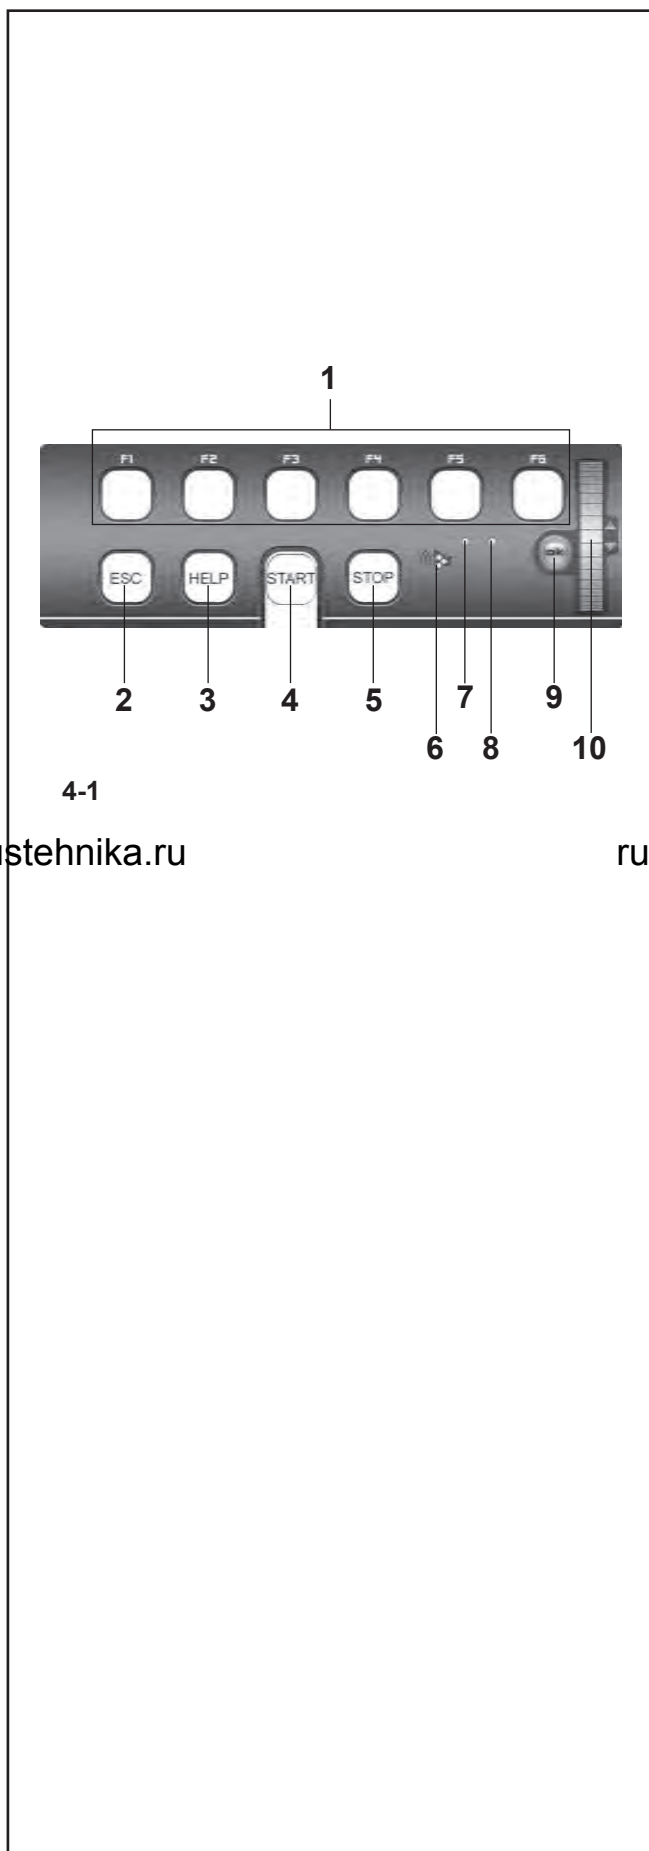 1
F1 F2 F3 F4 F5 F6
ok
ESC HELP START STOP
2 3 4 5 7 9
6 8 10
4-1
stehnika.ru ru